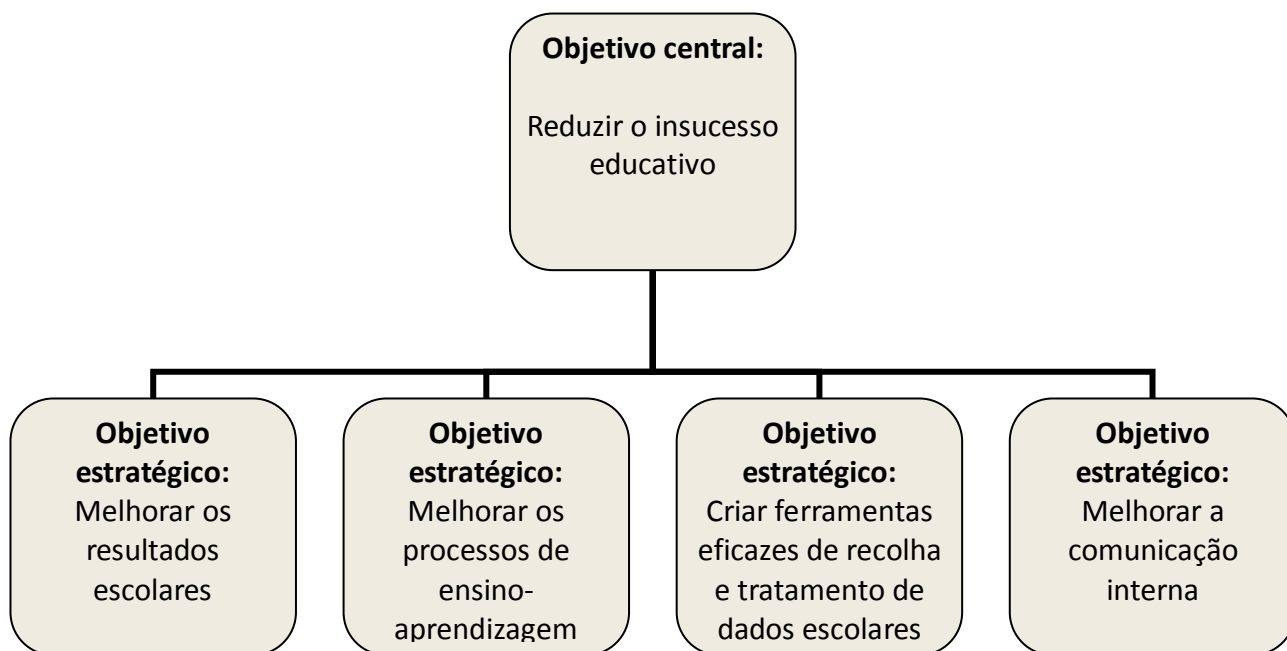 Objetivo central:
Reduzir o insucesso
educativo
Objetivo
estratégico:
Melhorar os
resultados
escolares
Objetivo
estratégico:
Melhorar os
processos de
ensino-
aprendizagem
Objetivo
estratégico:
Criar ferramentas
eficazes de recolha
e tratamento de
dados escolares
Objetivo
estratégico:
Melhorar a
comunicação
interna